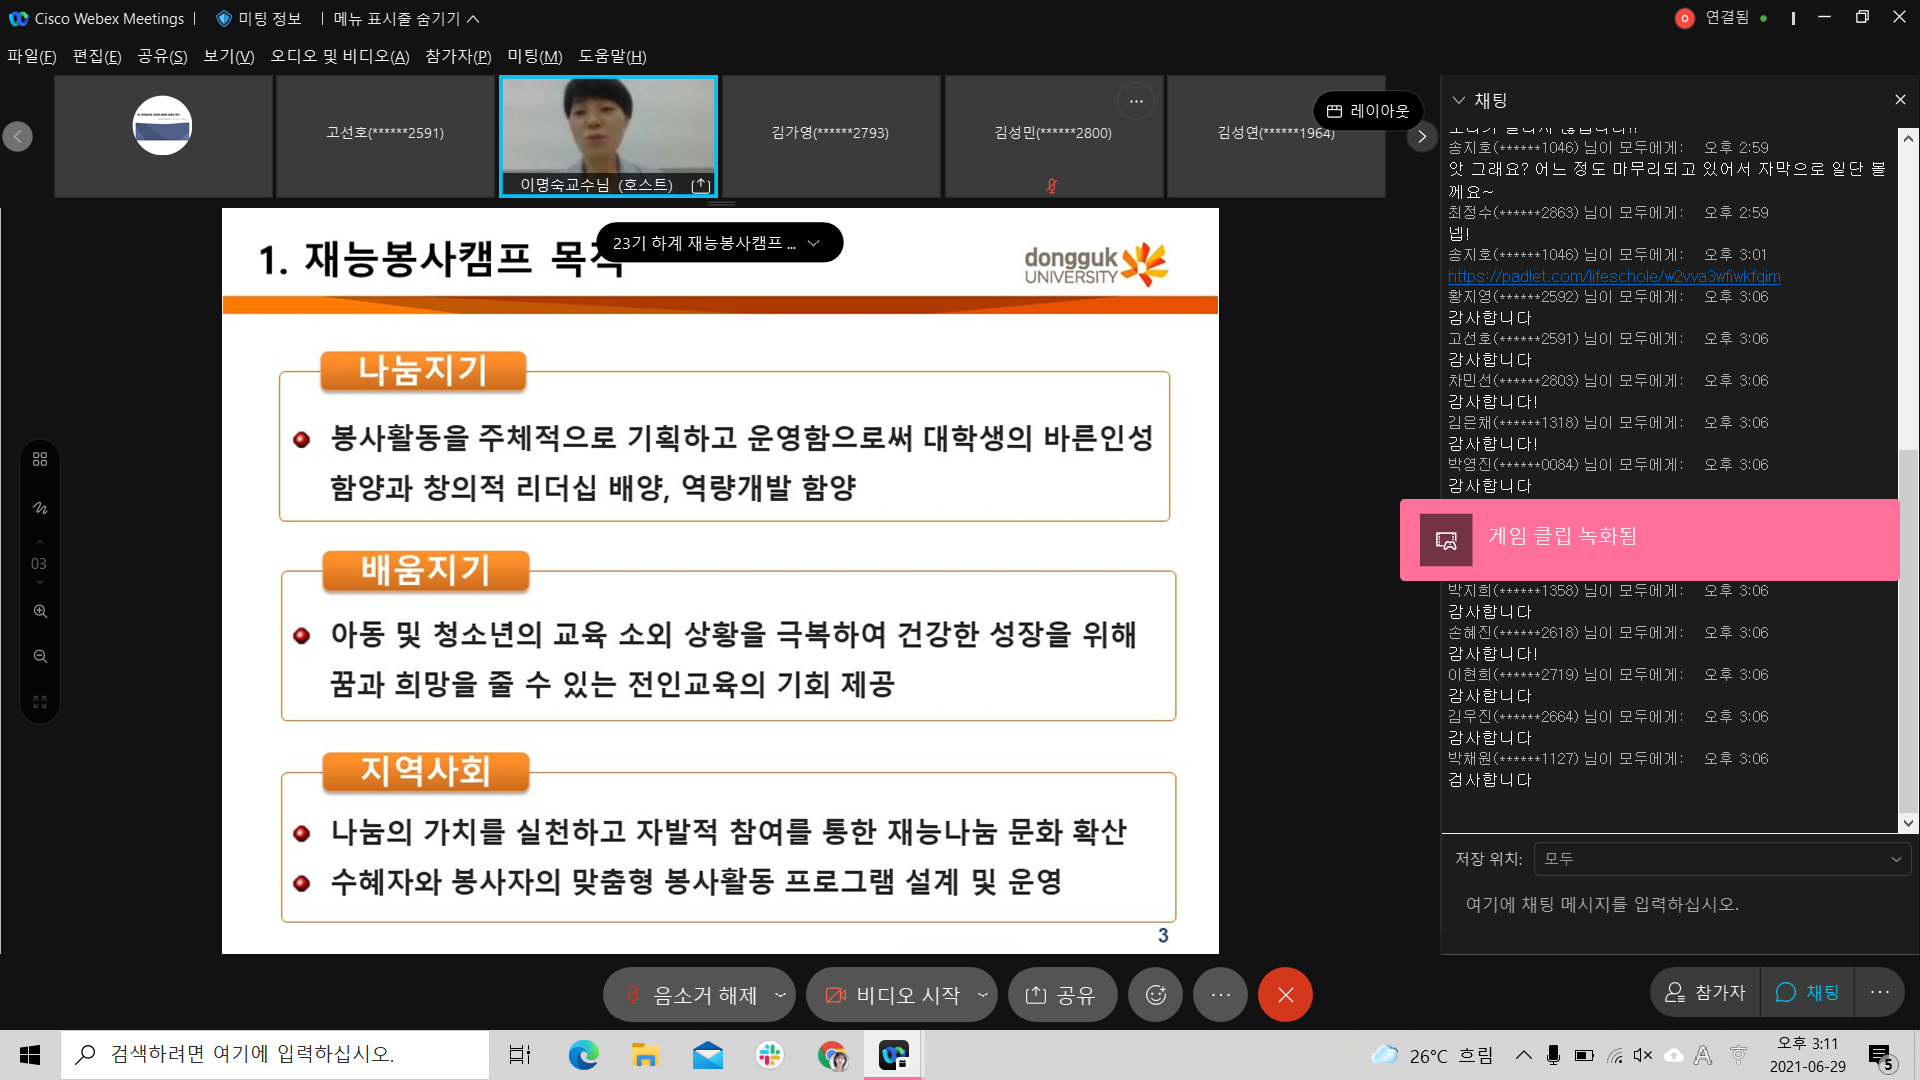 Cisco Webex Meetings
미팅 정보
메뉴 표시줄 숨기기
연결됨
파일(F) 편집(E) 공유(S) 보기(V) 오디오 및 비디오(A) 참가자(P) 미팅(M) 도움말(H)
고선호(******2591)
이명숙교수님 (호스트)
김가영(******2793)
김성민(******2800)
김성연(******1964)
레이아웃
23기 하계 재능봉사캠프 ...
1. 재능봉사캠프 목적
dongguk
UNIVERSITY
나눔지기
봉사활동을 주체적으로 기획하고 운영함으로써 대학생의 바른인성
함양과 창의적 리더십 배양, 역량개발 함양
배움지기
아동 및 청소년의 교육 소외 상황을 극복하여 건강한 성장을 위해
꿈과 희망을 줄 수 있는 전인교육의 기회 제공
지역사회
나눔의 가치를 실천하고 자발적 참여를 통한 재능나눔 문화 확산
수혜자와 봉사자의 맞춤형 봉사활동 프로그램 설계 및 운영
3
03
채팅
송지호(******1046) 님이 모두에게: 오후 2:59
앗 그래요? 어느 정도 마무리되고 있어서 자막으로 일단 볼
께요~
최정수(******2863) 님이 모두에게: 오후 2:59
넵!
송지호(******1046) 님이 모두에게: 오후 3:01
https://padlet.com/lifeschole/w2vva3wfiwkfqim
황지영(******2592) 님이 모두에게: 오후 3:06
감사합니다
고선호(******2591) 님이 모두에게: 오후 3:06
감사합니다
차민선(******2803) 님이 모두에게: 오후 3:06
감사합니다!
김은채(******1318) 님이 모두에게: 오후 3:06
감사합니다!
박영진(******0084) 님이 모두에게: 오후 3:06
감사합니다
게임 클립 녹화됨
박지희(******1358) 님이 모두에게: 오후 3:06
감사합니다
손혜진(******2618) 님이 모두에게: 오후 3:06
감사합니다!
이현희(******2719) 님이 모두에게: 오후 3:06
감사합니다
김우진(******2664) 님이 모두에게: 오후 3:06
감사합니다
박채원(******1127) 님이 모두에게: 오후 3:06
검사합니다
저장 위치: 모두
여기에 채팅 메시지를 입력하십시오.
음소거 해제
비디오 시작
공유
참가자
채팅
검색하려면 여기에 입력하십시오.
26°C 흐림
A
오후 3:11
2021-06-29
5